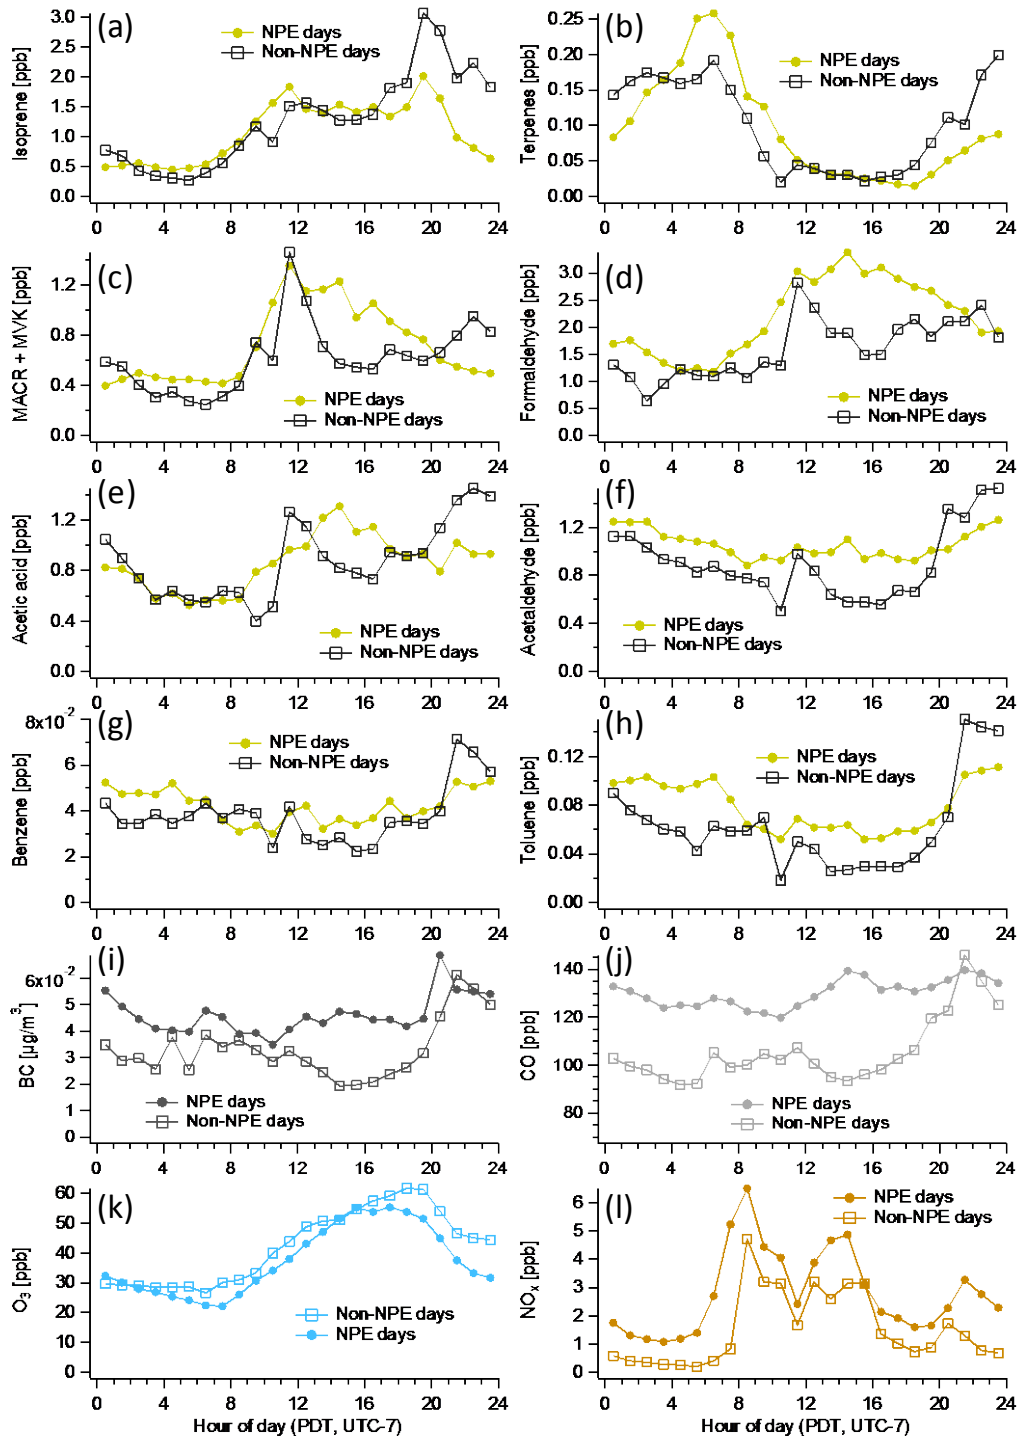 (a)
3.0
2.5
2.0
1.5
1.0
0.5
0.0
Isoprene [ppb]
NPE days
Non-NPE days
0 4 8 12 16 20 24
(b)
0.25
0.20
0.15
0.10
0.05
0.00
Terpenes [ppb]
NPE days
Non-NPE days
0 4 8 12 16 20 24
(c)
1.2
0.8
0.4
0.0
MACR + MVK [ppb]
NPE days
Non-NPE days
0 4 8 12 16 20 24
(d)
3.0
2.5
2.0
1.5
1.0
0.5
0.0
Formaldehyde [ppb]
NPE days
Non-NPE days
0 4 8 12 16 20 24
(e)
1.2
0.8
0.4
0.0
Acetic acid [ppb]
NPE days
Non-NPE days
0 4 8 12 16 20 24
(f)
1.2
0.8
0.4
0.0
Acetaldehyde [ppb]
NPE days
Non-NPE days
0 4 8 12 16 20 24
(g)
8x10⁻²
6
4
2
0
Benzene [ppb]
NPE days
Non-NPE days
0 4 8 12 16 20 24
(h)
0.12
0.08
0.04
0.00
Toluene [ppb]
NPE days
Non-NPE days
0 4 8 12 16 20 24
(i)
6x10⁻²
5
4
3
2
1
0
BC [µg/m³]
NPE days
Non-NPE days
0 4 8 12 16 20 24
(j)
140
120
100
80
CO [ppb]
NPE days
Non-NPE days
0 4 8 12 16 20 24
(k)
60
50
40
30
20
10
0
O₃ [ppb]
Non-NPE days
NPE days
0 4 8 12 16 20 24
Hour of day (PDT, UTC-7)
(l)
6
5
4
3
2
1
0
NOₓ [ppb]
NPE days
Non-NPE days
0 4 8 12 16 20 24
Hour of day (PDT, UTC-7)